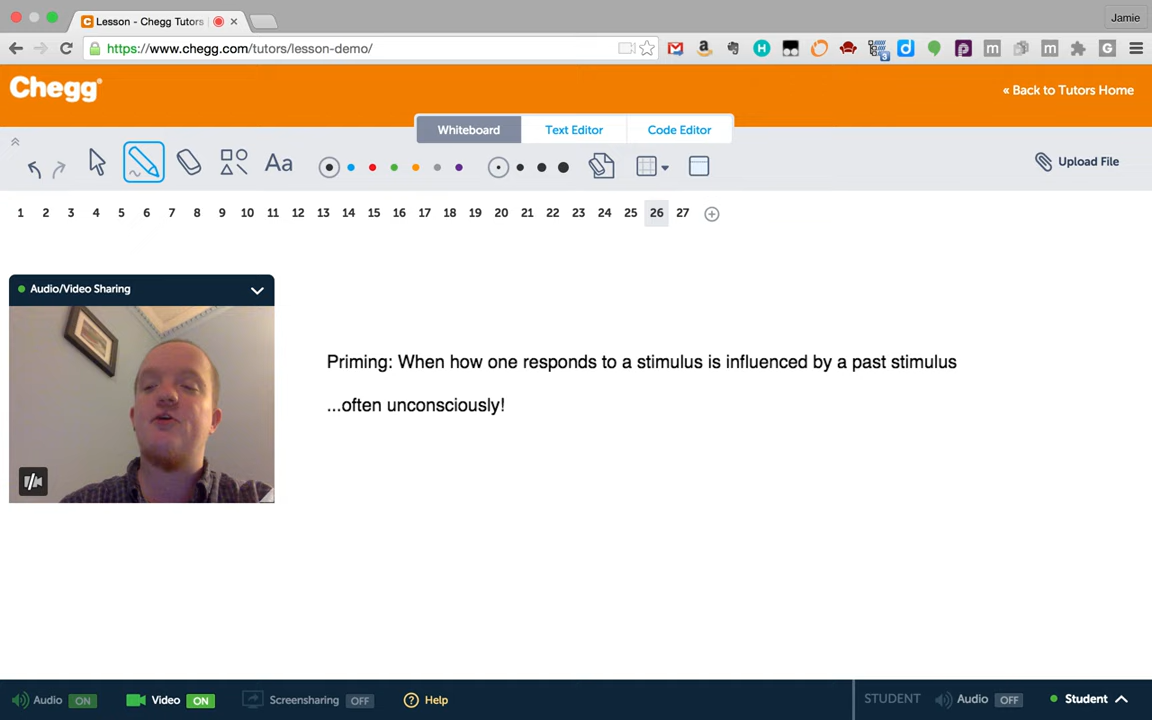 Lesson - Chegg Tutors
Jamie
https://www.chegg.com/tutors/lesson-demo/
Chegg
« Back to Tutors Home
Whiteboard
Text Editor
Code Editor
Aa
Upload File
1 2 3 4 5 6 7 8 9 10 11 12 13 14 15 16 17 18 19 20 21 22 23 24 25 26 27
Audio/Video Sharing
Priming: When how one responds to a stimulus is influenced by a past stimulus
...often unconsciously!
Audio ON Video ON Screensharing OFF ? Help STUDENT Audio OFF Student